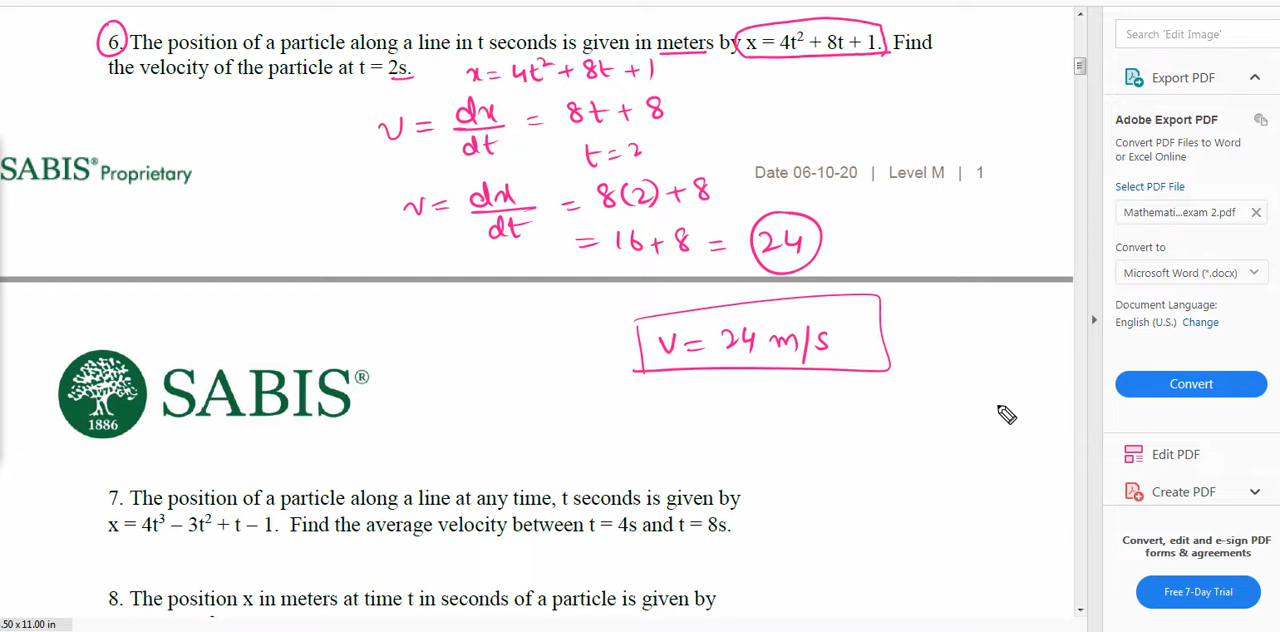 6. The position of a particle along a line in t seconds is given in meters by x = 4t² + 8t + 1. Find
the velocity of the particle at t = 2s.
x = 4t² + 8t + 1
v = dx/dt = 8t + 8
t = 2
SABIS® Proprietary
Date 06-10-20 | Level M | 1
v = dx/dt = 8(2) + 8
= 16 + 8 = 24
v = 24 m/s
1886
SABIS®
7. The position of a particle along a line at any time, t seconds is given by
x = 4t³ – 3t² + t – 1. Find the average velocity between t = 4s and t = 8s.
8. The position x in meters at time t in seconds of a particle is given by
.50 x 11.00 in
Search 'Edit Image'
Export PDF
Adobe Export PDF
Convert PDF Files to Word
or Excel Online
Select PDF File
Mathemati...exam 2.pdf
Convert to
Microsoft Word (*.docx)
Document Language:
English (U.S.) Change
Convert
Edit PDF
Create PDF
Convert, edit and e-sign PDF
forms & agreements
Free 7-Day Trial